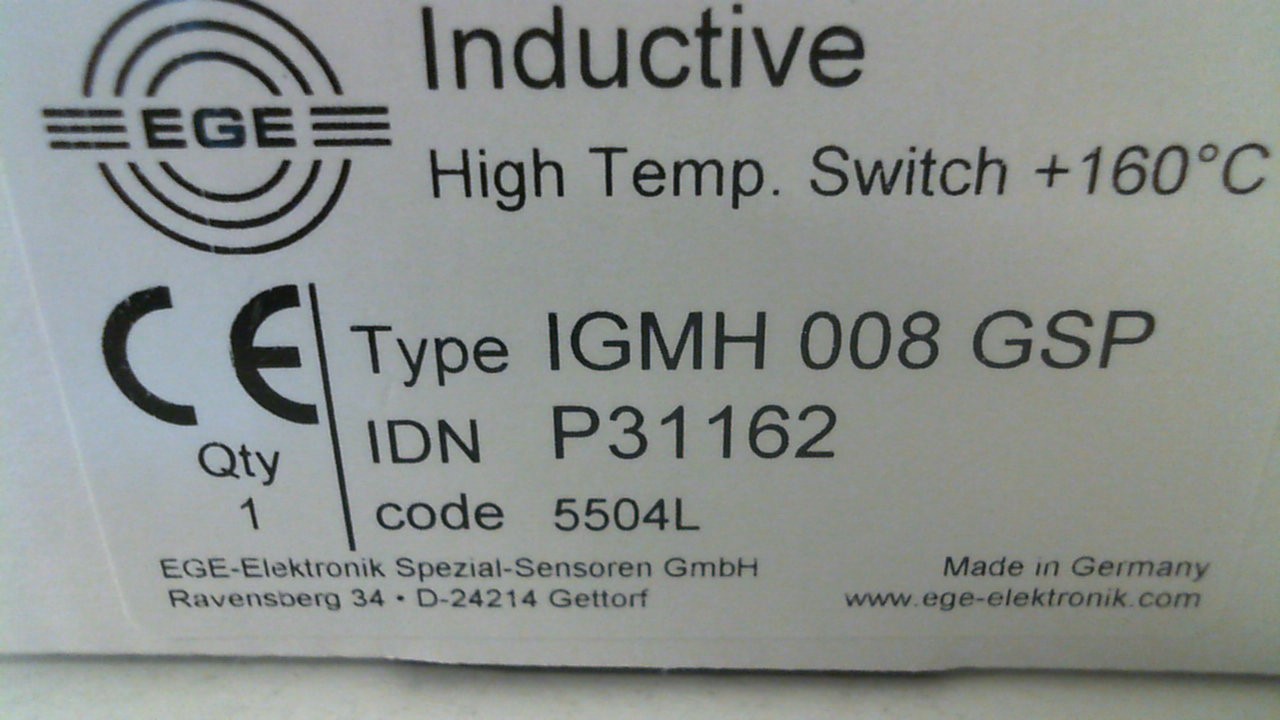 EGE
Inductive
High Temp. Switch +160°C
CE
Type IGMH 008 GSP
IDN P31162
code 5504L
Qty
1
EGE-Elektronik Spezial-Sensoren GmbH
Ravensberg 34 • D-24214 Gettorf
Made in Germany
www.ege-elektronik.com